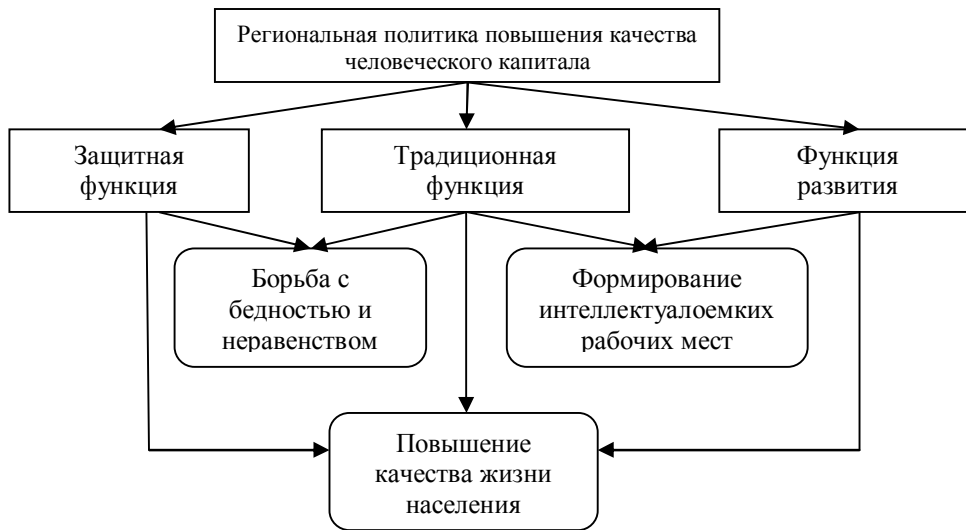 Региональная политика повышения качества
человеческого капитала
Защитная
функция
Традиционная
функция
Функция
развития
Борьба с
бедностью и
неравенством
Формирование
интеллектуалоемких
рабочих мест
Повышение
качества жизни
населения